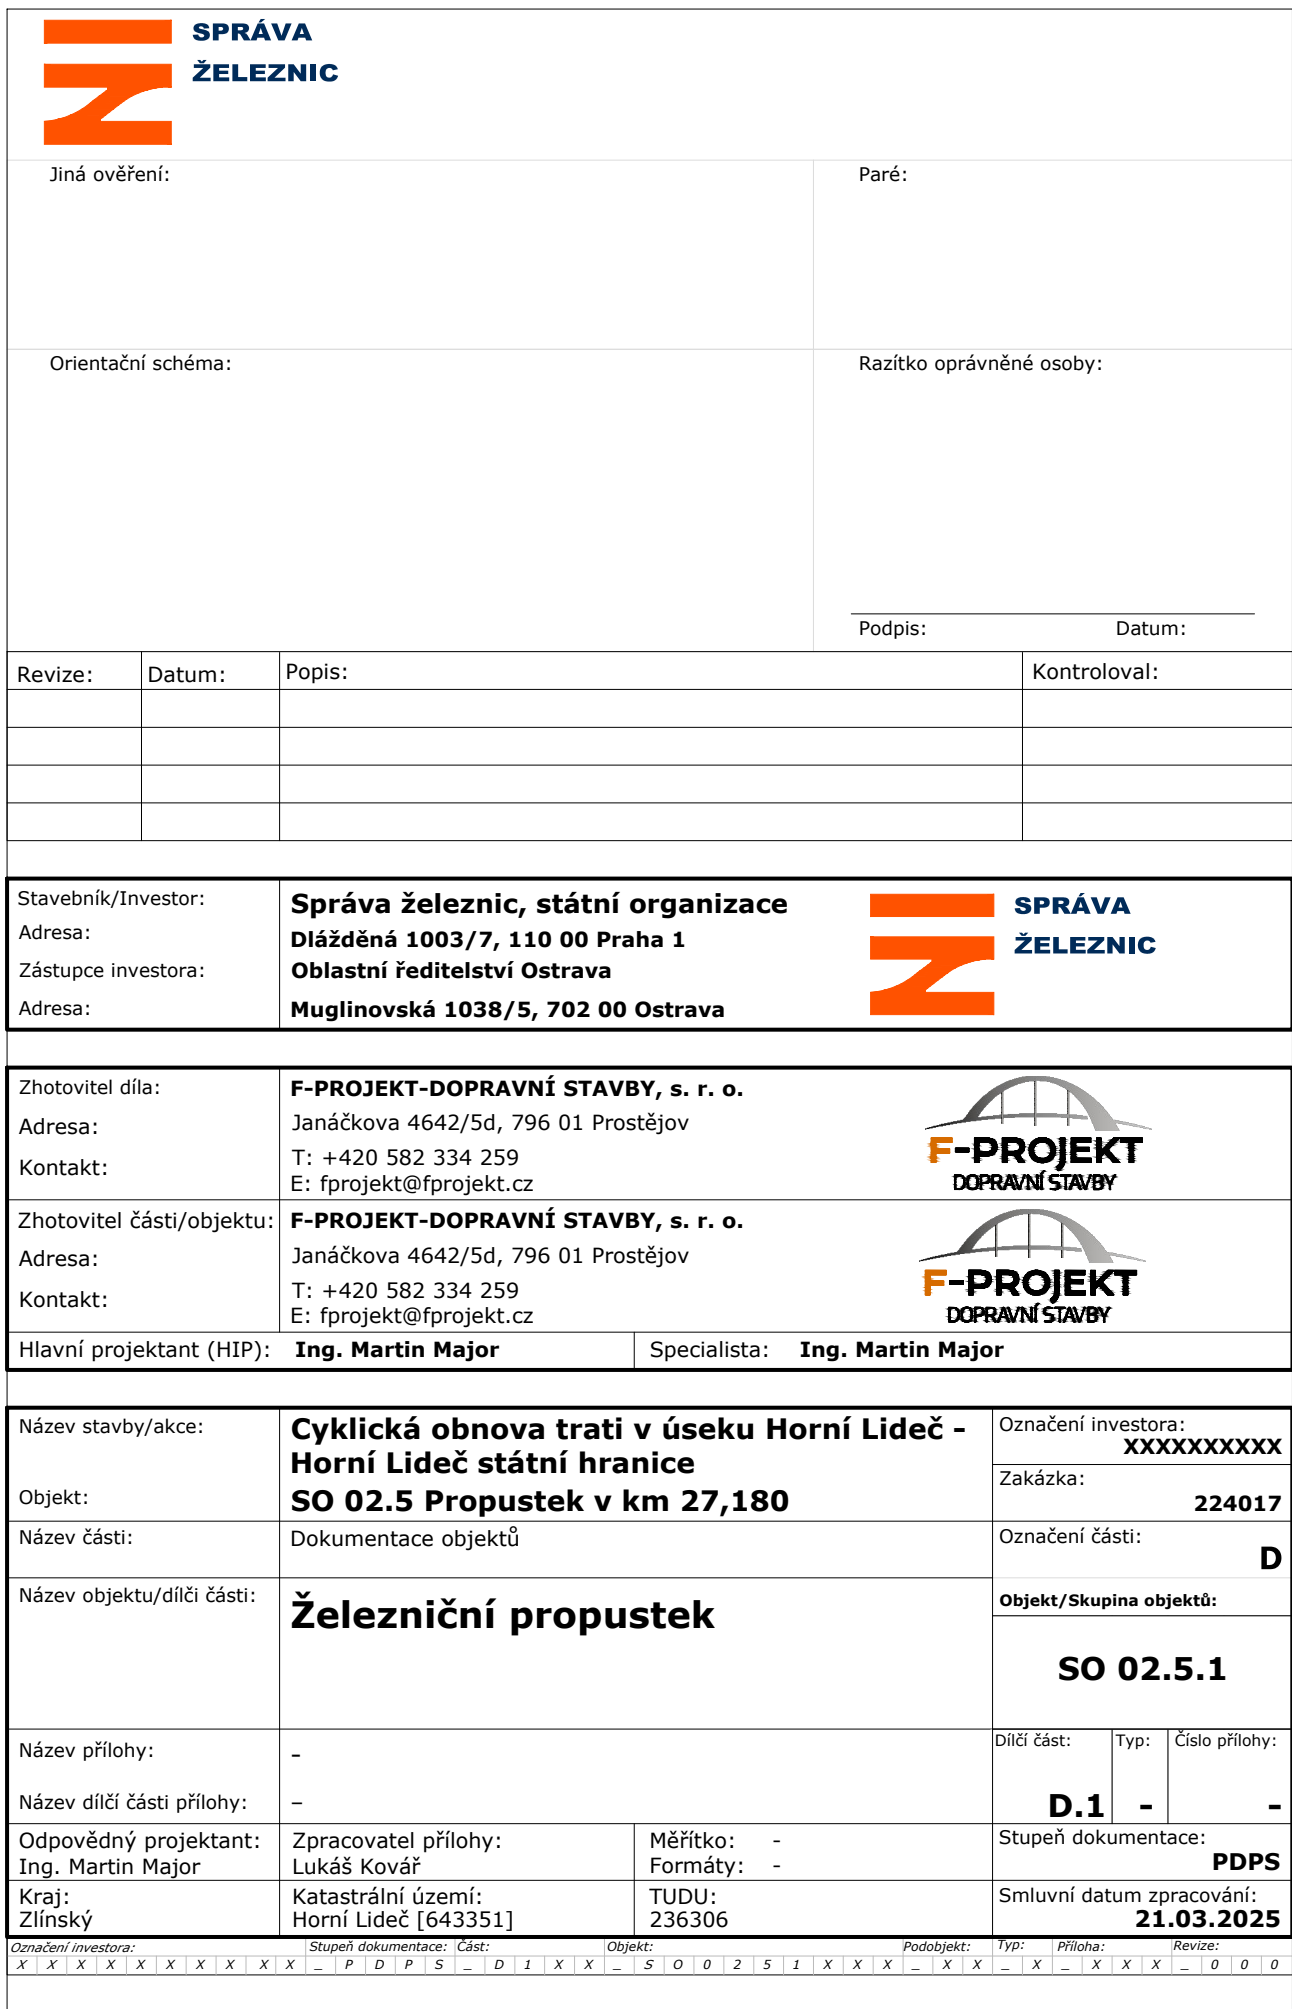 SPRÁVA
ŽELEZNIC
Jiná ověření:
Paré:
Orientační schéma:
Razítko oprávněné osoby:
Podpis: Datum:
Revize: Datum: Popis: Kontroloval:
Stavebník/Investor: Správa železnic, státní organizace
Adresa: Dlážděná 1003/7, 110 00 Praha 1
Zástupce investora: Oblastní ředitelství Ostrava
Adresa: Muglinovská 1038/5, 702 00 Ostrava
SPRÁVA
ŽELEZNIC
Zhotovitel díla: F-PROJEKT-DOPRAVNÍ STAVBY, s. r. o.
Adresa: Janáčkova 4642/5d, 796 01 Prostějov
Kontakt: T: +420 582 334 259
E: fprojekt@fprojekt.cz
F-PROJEKT
DOPRAVNÍ STAVBY
Zhotovitel části/objektu: F-PROJEKT-DOPRAVNÍ STAVBY, s. r. o.
Adresa: Janáčkova 4642/5d, 796 01 Prostějov
Kontakt: T: +420 582 334 259
E: fprojekt@fprojekt.cz
F-PROJEKT
DOPRAVNÍ STAVBY
Hlavní projektant (HIP): Ing. Martin Major Specialista: Ing. Martin Major
Název stavby/akce: Cyklická obnova trati v úseku Horní Lideč -
Horní Lideč státní hranice
Označení investora:
XXXXXXXXXX
Objekt: SO 02.5 Propustek v km 27,180
Zakázka:
224017
Název části: Dokumentace objektů
Označení části:
D
Název objektu/dílči části: Železniční propustek
Objekt/Skupina objektů:
SO 02.5.1
Název přílohy: -
Název dílčí části přílohy: –
Dílčí část: Typ: Číslo přílohy:
D.1 - -
Odpovědný projektant: Zpracovatel přílohy: Měřítko: - Stupeň dokumentace:
Ing. Martin Major Lukáš Kovář Formáty: - PDPS
Kraj: Katastrální území: TUDU: Smluvní datum zpracování:
Zlínský Horní Lideč [643351] 236306 21.03.2025
Označení investora: Stupeň dokumentace: Část: Objekt: Podobjekt: Typ: Příloha: Revize:
X X X X X X X X X X _ P D P S _ D 1 X X _ S O 0 2 5 1 X X X _ X X _ X _ X X X _ 0 0 0